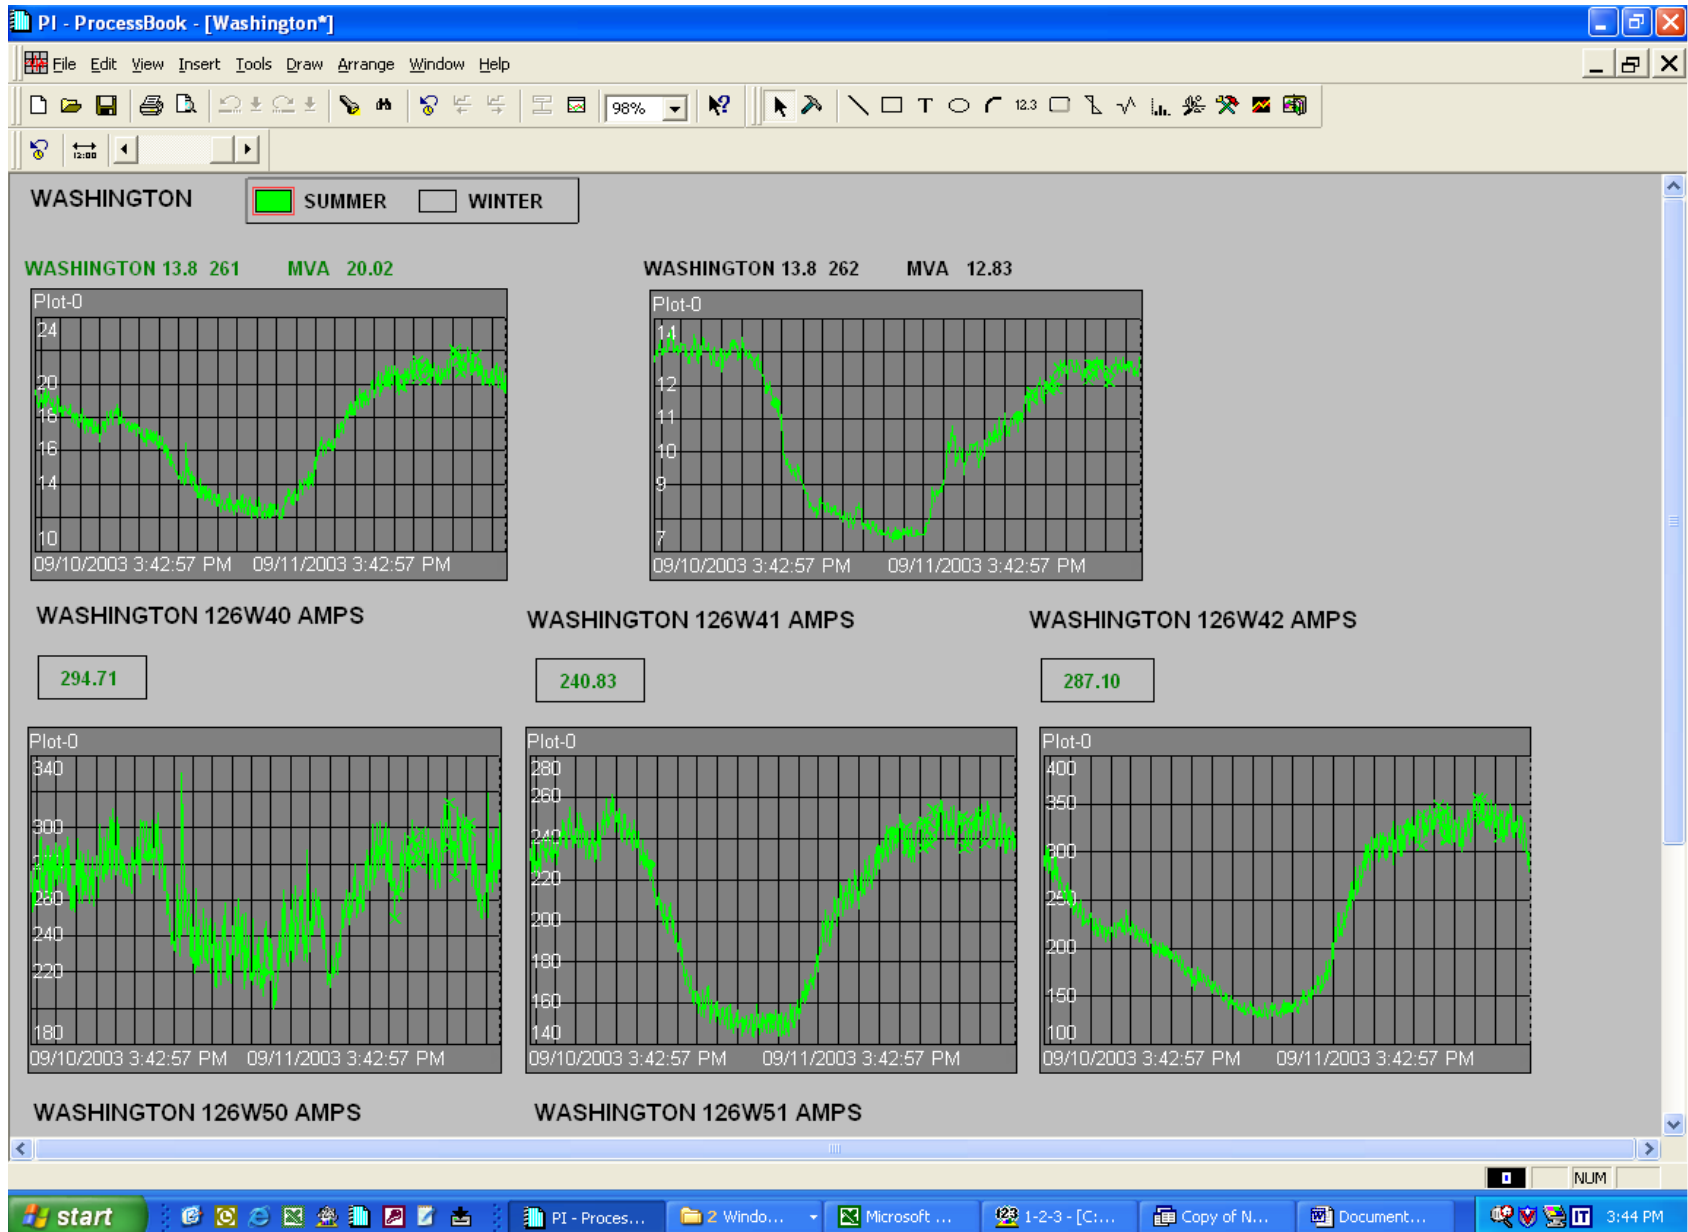 PI - ProcessBook - [Washington*]
File Edit View Insert Tools Draw Arrange Window Help
98%
12.3
12:00
WASHINGTON SUMMER WINTER
WASHINGTON 13.8 261 MVA 20.02
WASHINGTON 13.8 262 MVA 12.83
Plot-0
24
20
18
16
14
10
09/10/2003 3:42:57 PM 09/11/2003 3:42:57 PM
Plot-0
14
12
11
10
9
7
09/10/2003 3:42:57 PM 09/11/2003 3:42:57 PM
WASHINGTON 126W40 AMPS
WASHINGTON 126W41 AMPS
WASHINGTON 126W42 AMPS
294.71
240.83
287.10
Plot-0
340
300
280
260
240
220
180
09/10/2003 3:42:57 PM 09/11/2003 3:42:57 PM
Plot-0
280
260
240
220
200
180
160
140
09/10/2003 3:42:57 PM 09/11/2003 3:42:57 PM
Plot-0
400
350
300
250
200
150
100
09/10/2003 3:42:57 PM 09/11/2003 3:42:57 PM
WASHINGTON 126W50 AMPS
WASHINGTON 126W51 AMPS
NUM
start PI - Proces... 2 Windo... Microsoft ... 1-2-3 - [C:... Copy of N... Document... 3:44 PM